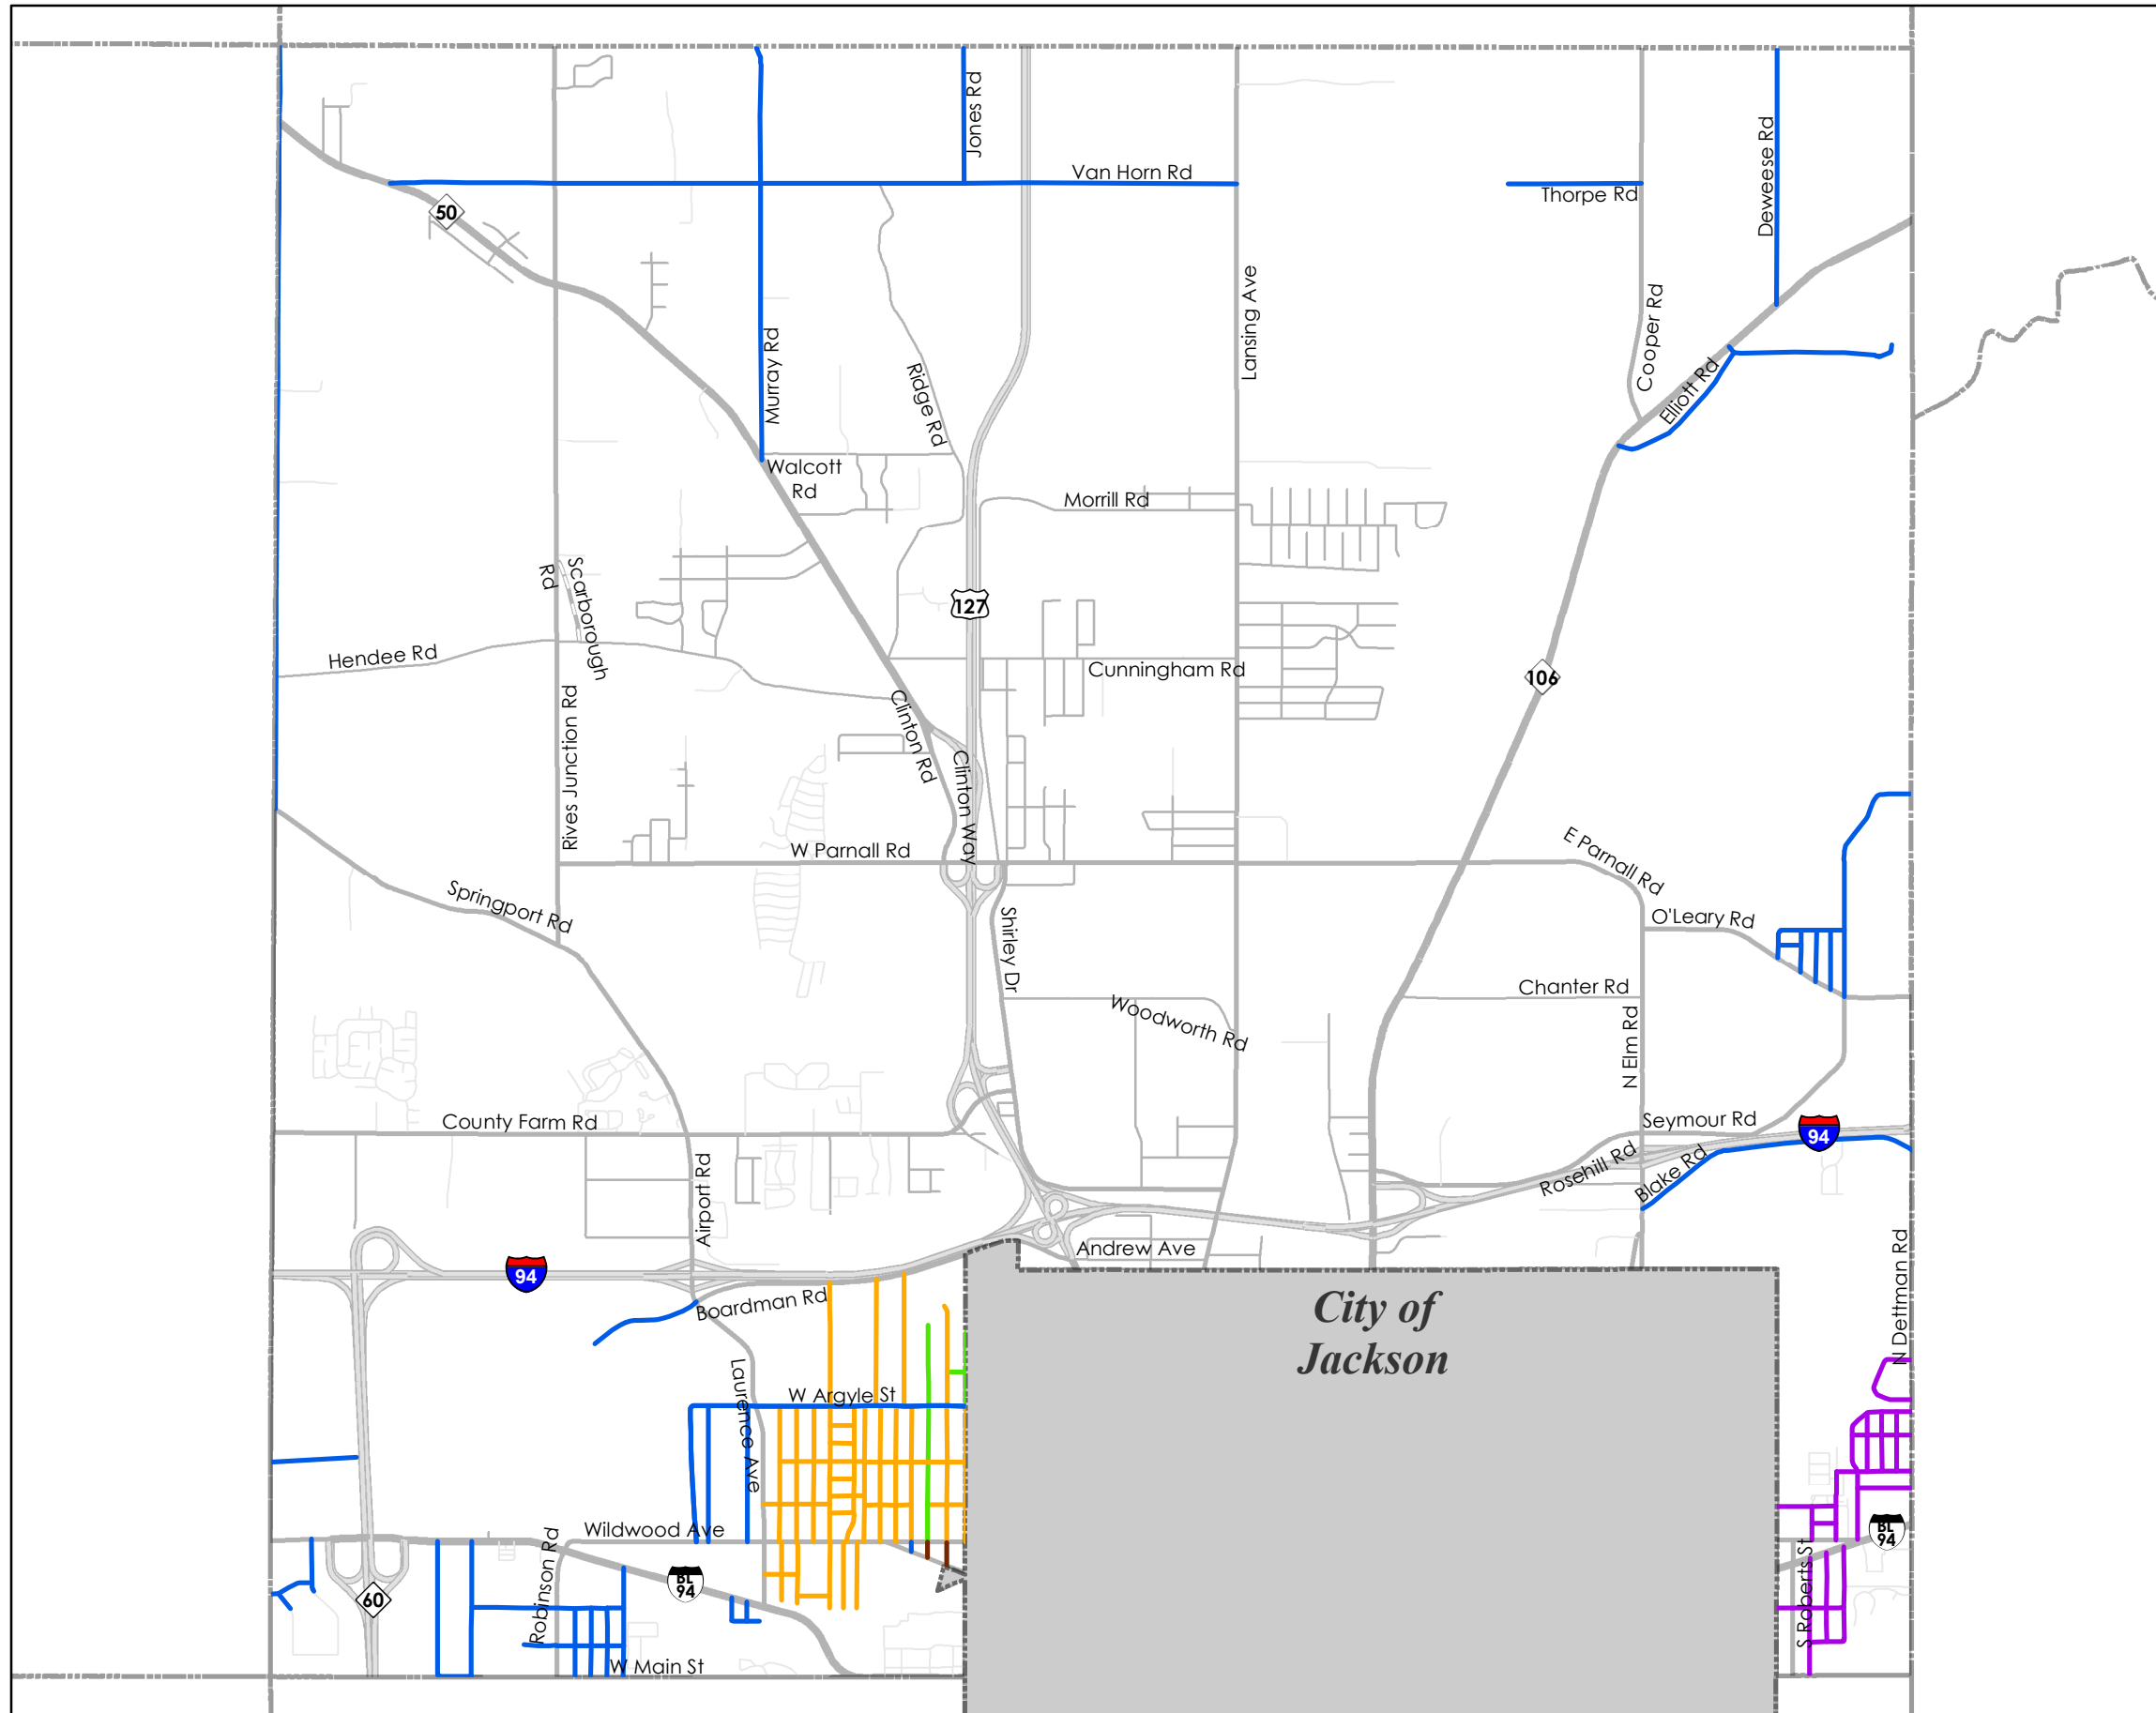 Jones Rd
Deweese Rd
Van Horn Rd
Thorpe Rd
50
Lansing Ave
Cooper Rd
Murray Rd
Ridge Rd
Elliott Rd
Walcott
Rd
Morrill Rd
Scarborough
Rd
127
Hendee Rd
Cunningham Rd
106
Rives Junction Rd
Clinton Rd
Clinton Way
W Parnall Rd
E Parnall Rd
Springport Rd
Shirley Dr
O'Leary Rd
Chanter Rd
Woodworth Rd
N Elm Rd
County Farm Rd
Seymour Rd
94
Airport Rd
Rosehill Rd
Blake Rd
Andrew Ave
N Dettman Rd
94
Boardman Rd
City of
Jackson
Laurence Ave
W Argyle St
Wildwood Ave
BL
94
Robinson Rd
BL
94
60
S Roberts St
W Main St